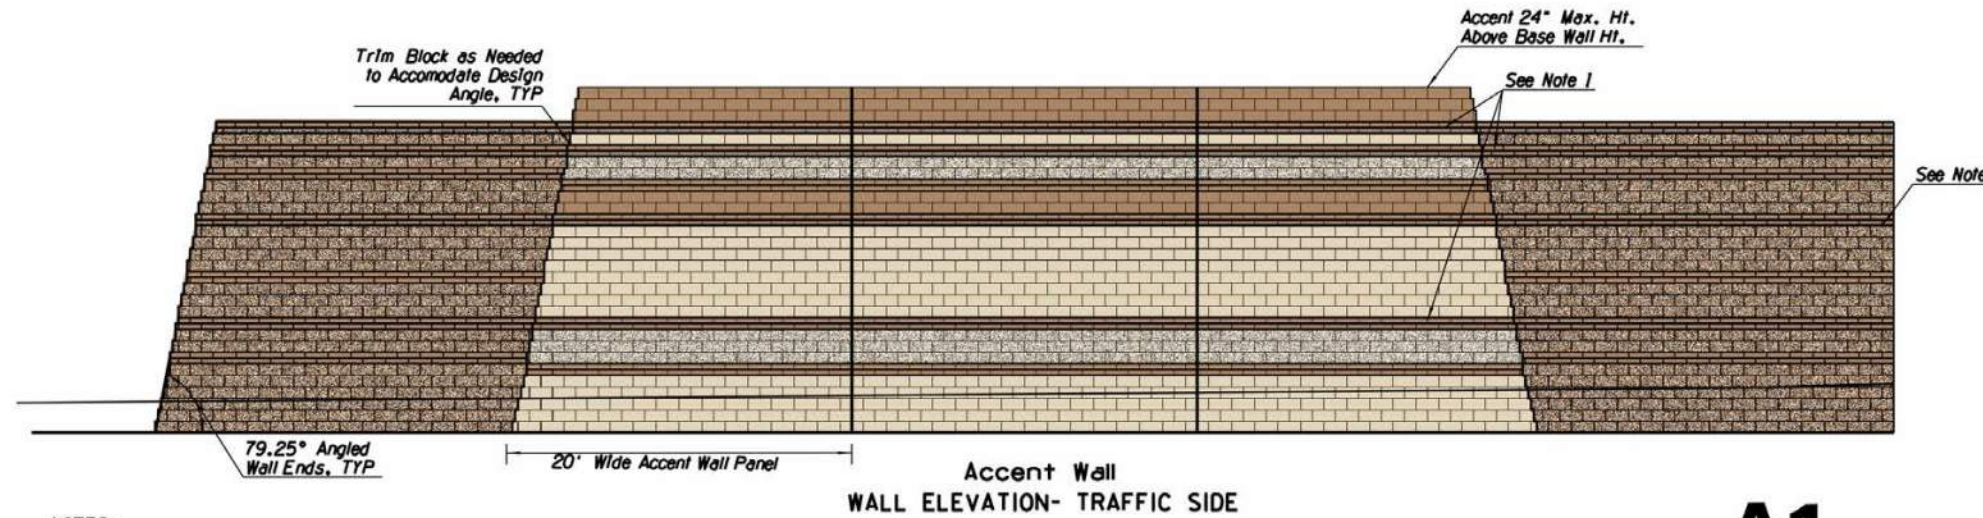 Accent 24" Max. Ht.
Above Base Wall Ht.
Trim Block as Needed
to Accomodate Design
Angle, TYP
See Note 1
See Note
79.25° Angled
Wall Ends, TYP
20' Wide Accent Wall Panel
Accent Wall
WALL ELEVATION- TRAFFIC SIDE